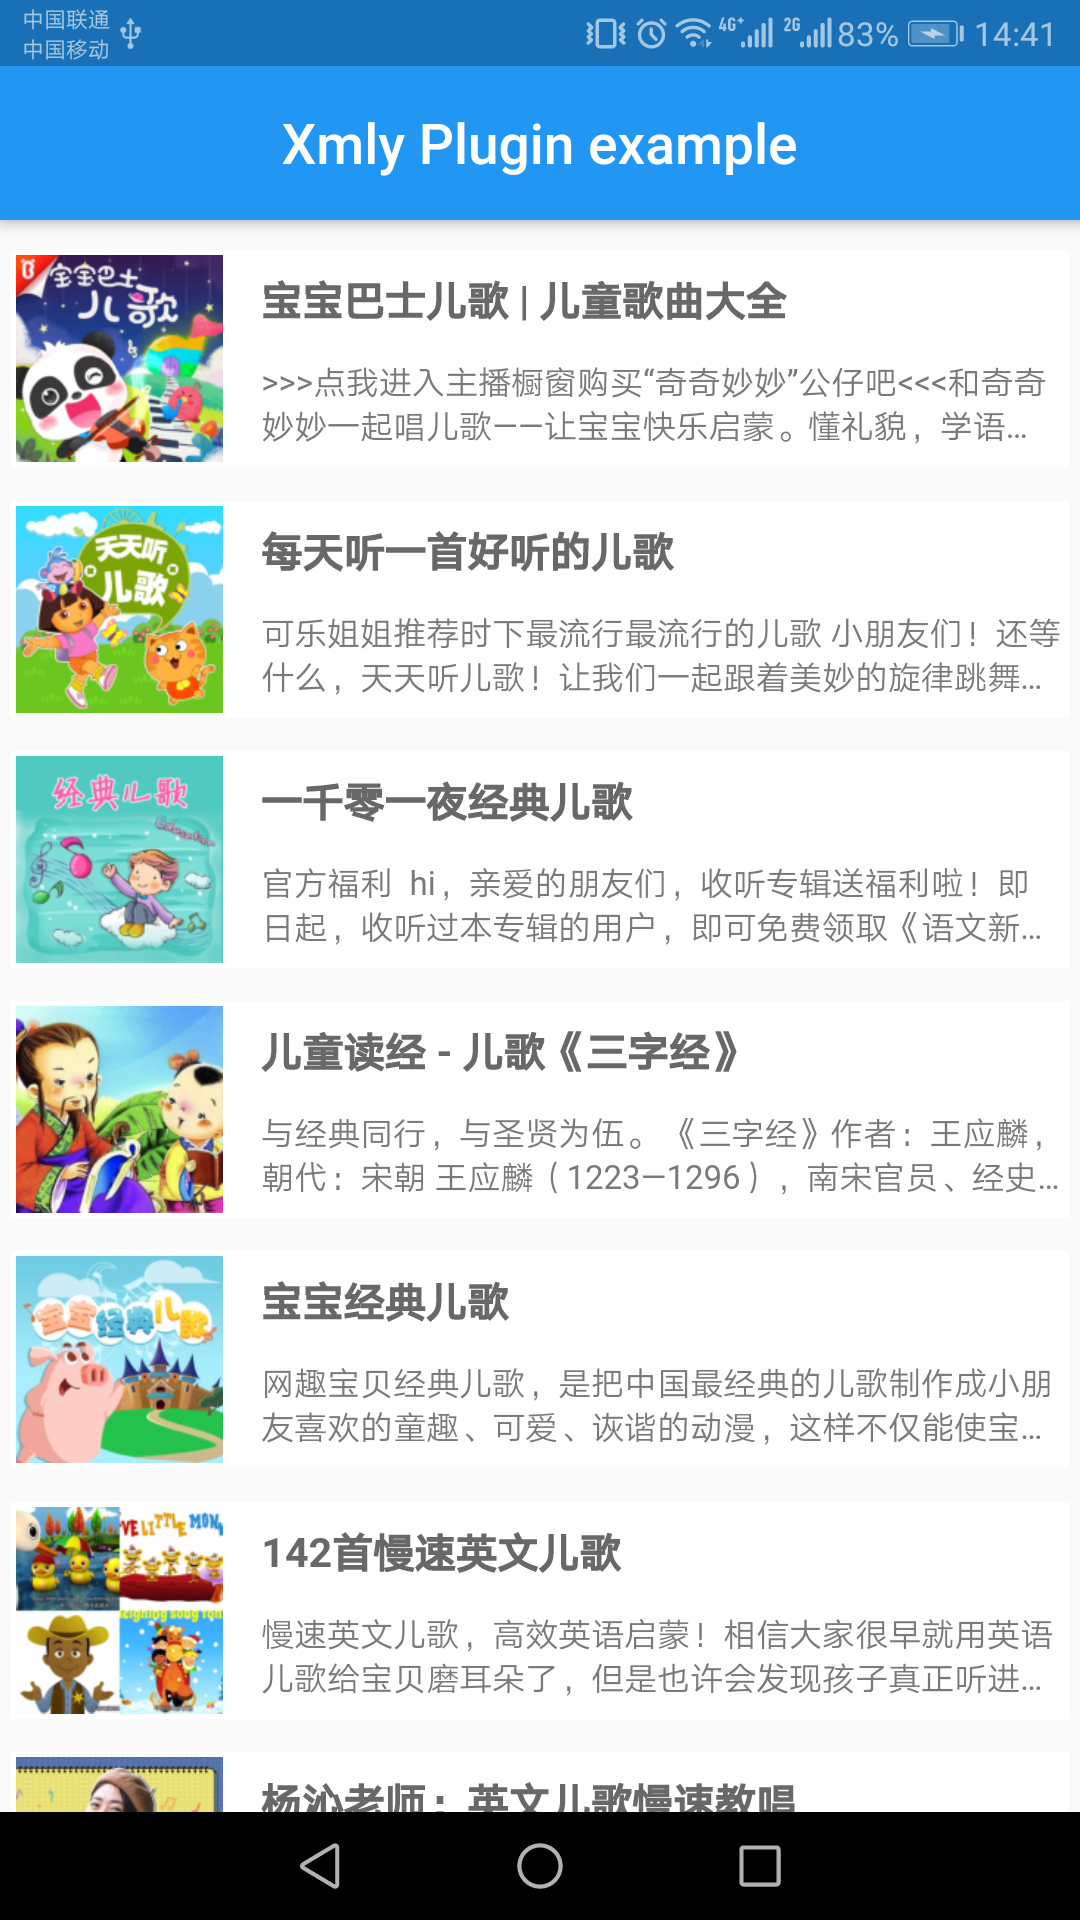 中国联通
中国移动
4G+
2G
83%
14:41
Xmly Plugin example
宝宝巴士
儿歌
宝宝巴士儿歌 | 儿童歌曲大全
>>>点我进入主播橱窗购买“奇奇妙妙”公仔吧<<<和奇奇
妙妙一起唱儿歌——让宝宝快乐启蒙。懂礼貌，学语...
天天听
儿歌
每天听一首好听的儿歌
可乐姐姐推荐时下最流行最流行的儿歌 小朋友们！还等
什么，天天听儿歌！让我们一起跟着美妙的旋律跳舞...
经典儿歌
一千零一夜经典儿歌
官方福利 hi，亲爱的朋友们，收听专辑送福利啦！即
日起，收听过本专辑的用户，即可免费领取《语文新...
儿童读经 - 儿歌《三字经》
与经典同行，与圣贤为伍。《三字经》作者：王应麟，
朝代：宋朝 王应麟（1223—1296），南宋官员、经史...
宝宝经典儿歌
宝宝经典儿歌
网趣宝贝经典儿歌，是把中国最经典的儿歌制作成小朋
友喜欢的童趣、可爱、诙谐的动漫，这样不仅能使宝...
VE LITTLE MON
142首慢速英文儿歌
慢速英文儿歌，高效英语启蒙！相信大家很早就用英语
儿歌给宝贝磨耳朵了，但是也许会发现孩子真正听进...
杨沁老师：英文儿歌慢速教唱